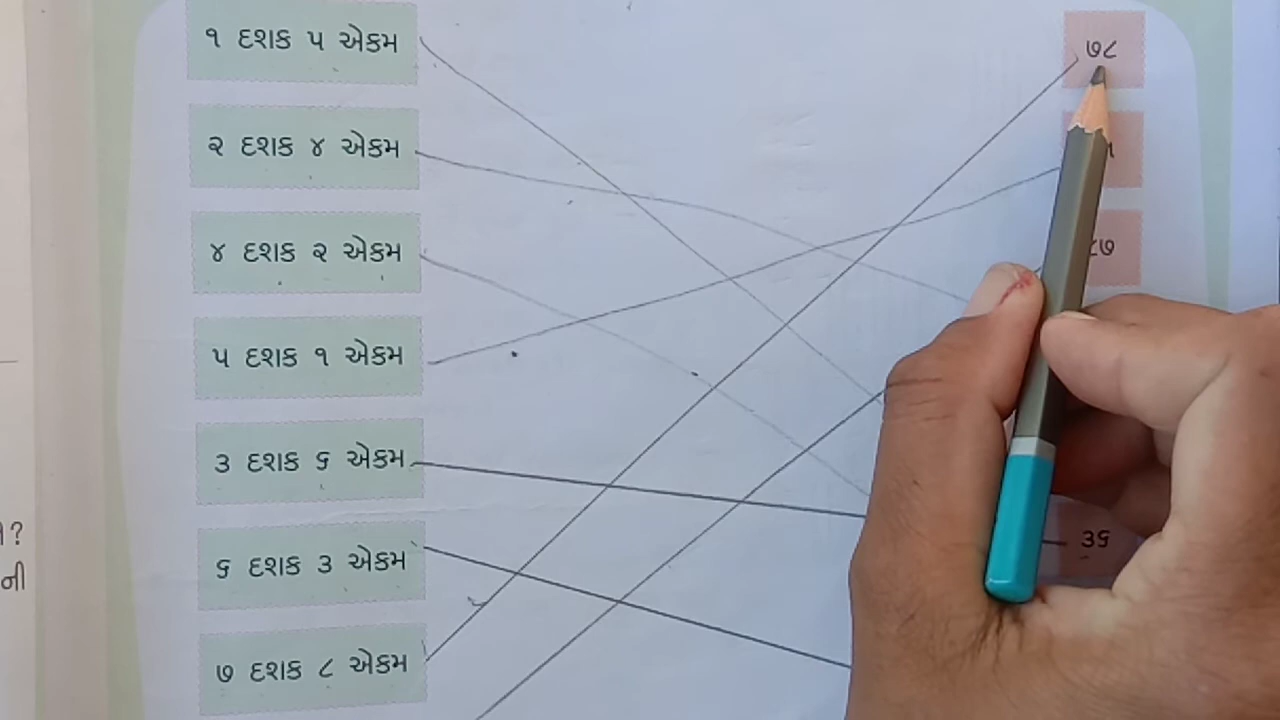 ૧ દશક ૫ એકમ
૨ દશક ૪ એકમ
૪ દશક ૨ એકમ
૫ દશક ૧ એકમ
૩ દશક ૬ એકમ
૬ દશક ૩ એકમ
૭ દશક ૮ એકમ
૭૮
૮૭
૩૬
ની